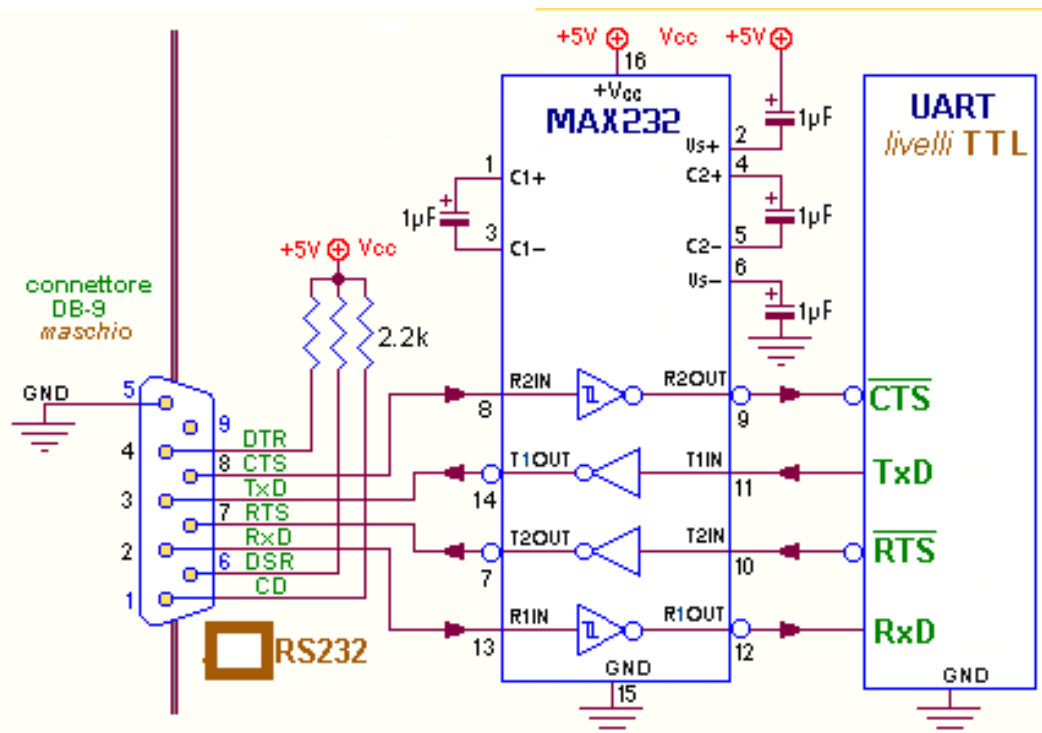 +5V Vcc +5V
16
+Vcc
MAX232
UART
livelli TTL
1µF
Us+ 2
1 C1+
C2+ 4
1µF
1µF
3 C1-
C2- 5
Us- 6
1µF
+5V Vcc
connettore
DB-9
maschio
2.2k
GND
5
9
4 DTR
8 CTS
3 TxD
7 RTS
2 RxD
6 DSR
1 CD
R2IN R2OUT
8 9
CTS
T1OUT T1IN
14 11
TxD
T2OUT T2IN
7 10
RTS
R1IN R1OUT
13 12
RxD
RS232
GND
15
GND